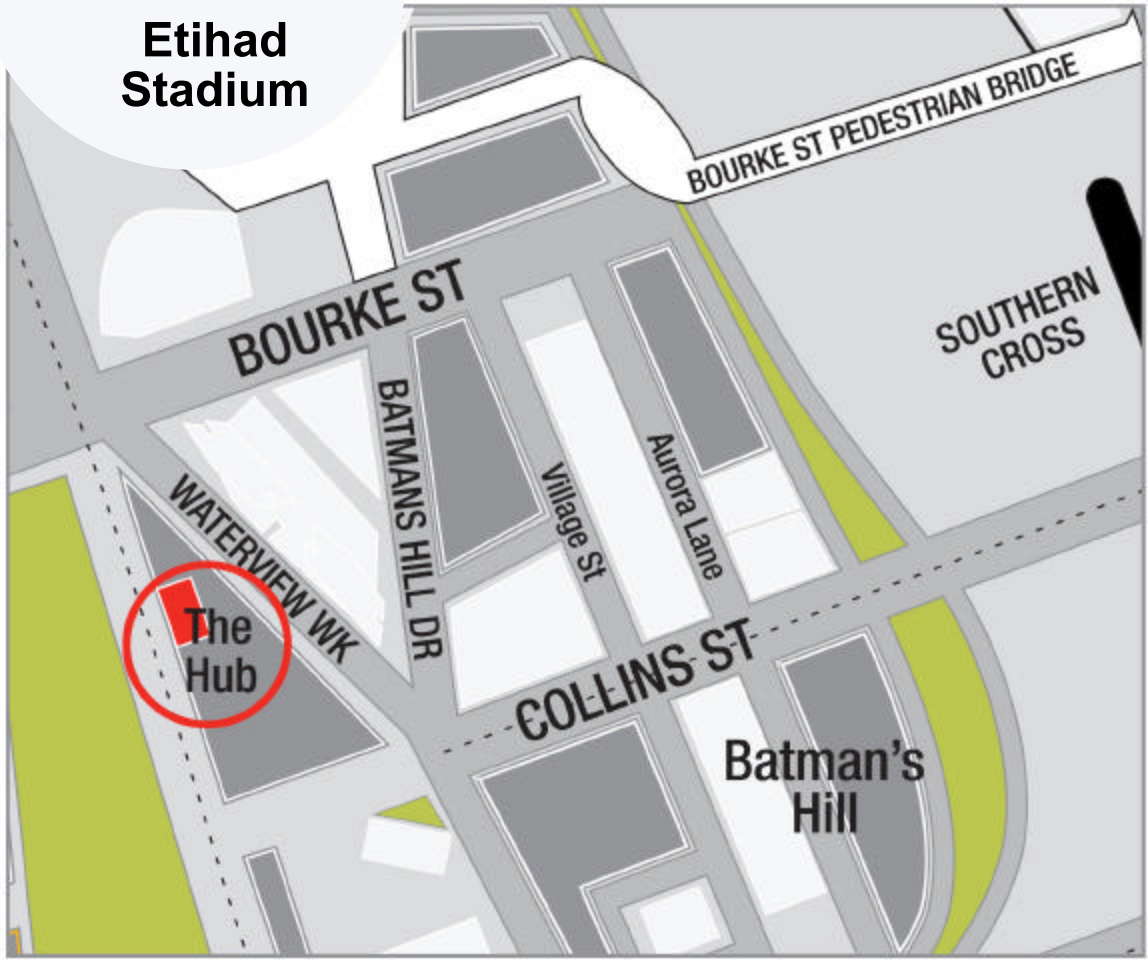 Etihad
Stadium
BOURKE ST PEDESTRIAN BRIDGE
SOUTHERN
CROSS
BOURKE ST
BATMANS HILL DR
WATERVIEW WK
Village St
Aurora Lane
The
Hub
COLLINS ST
Batman's
Hill